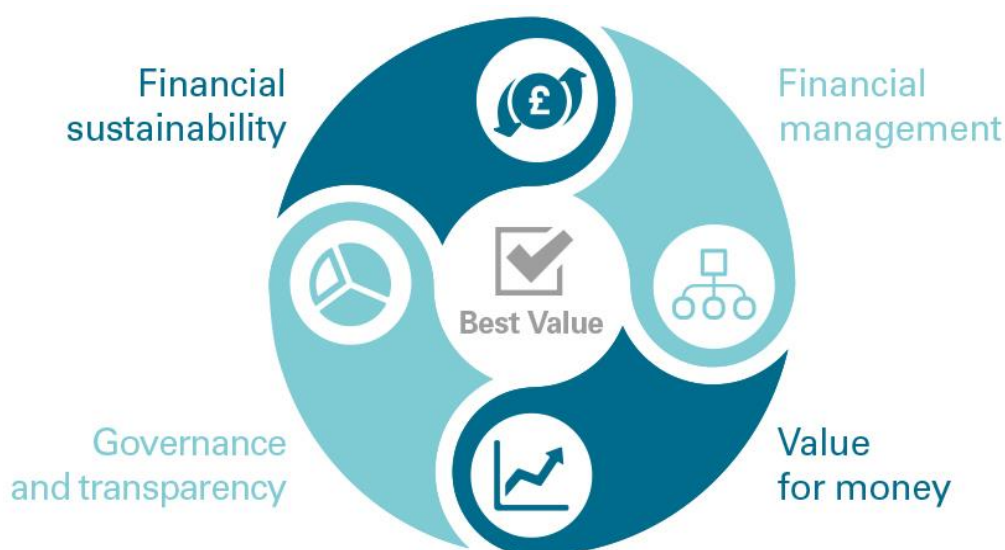 Financial
sustainability
£
Financial
management
Best Value
Governance
and transparency
Value
for money